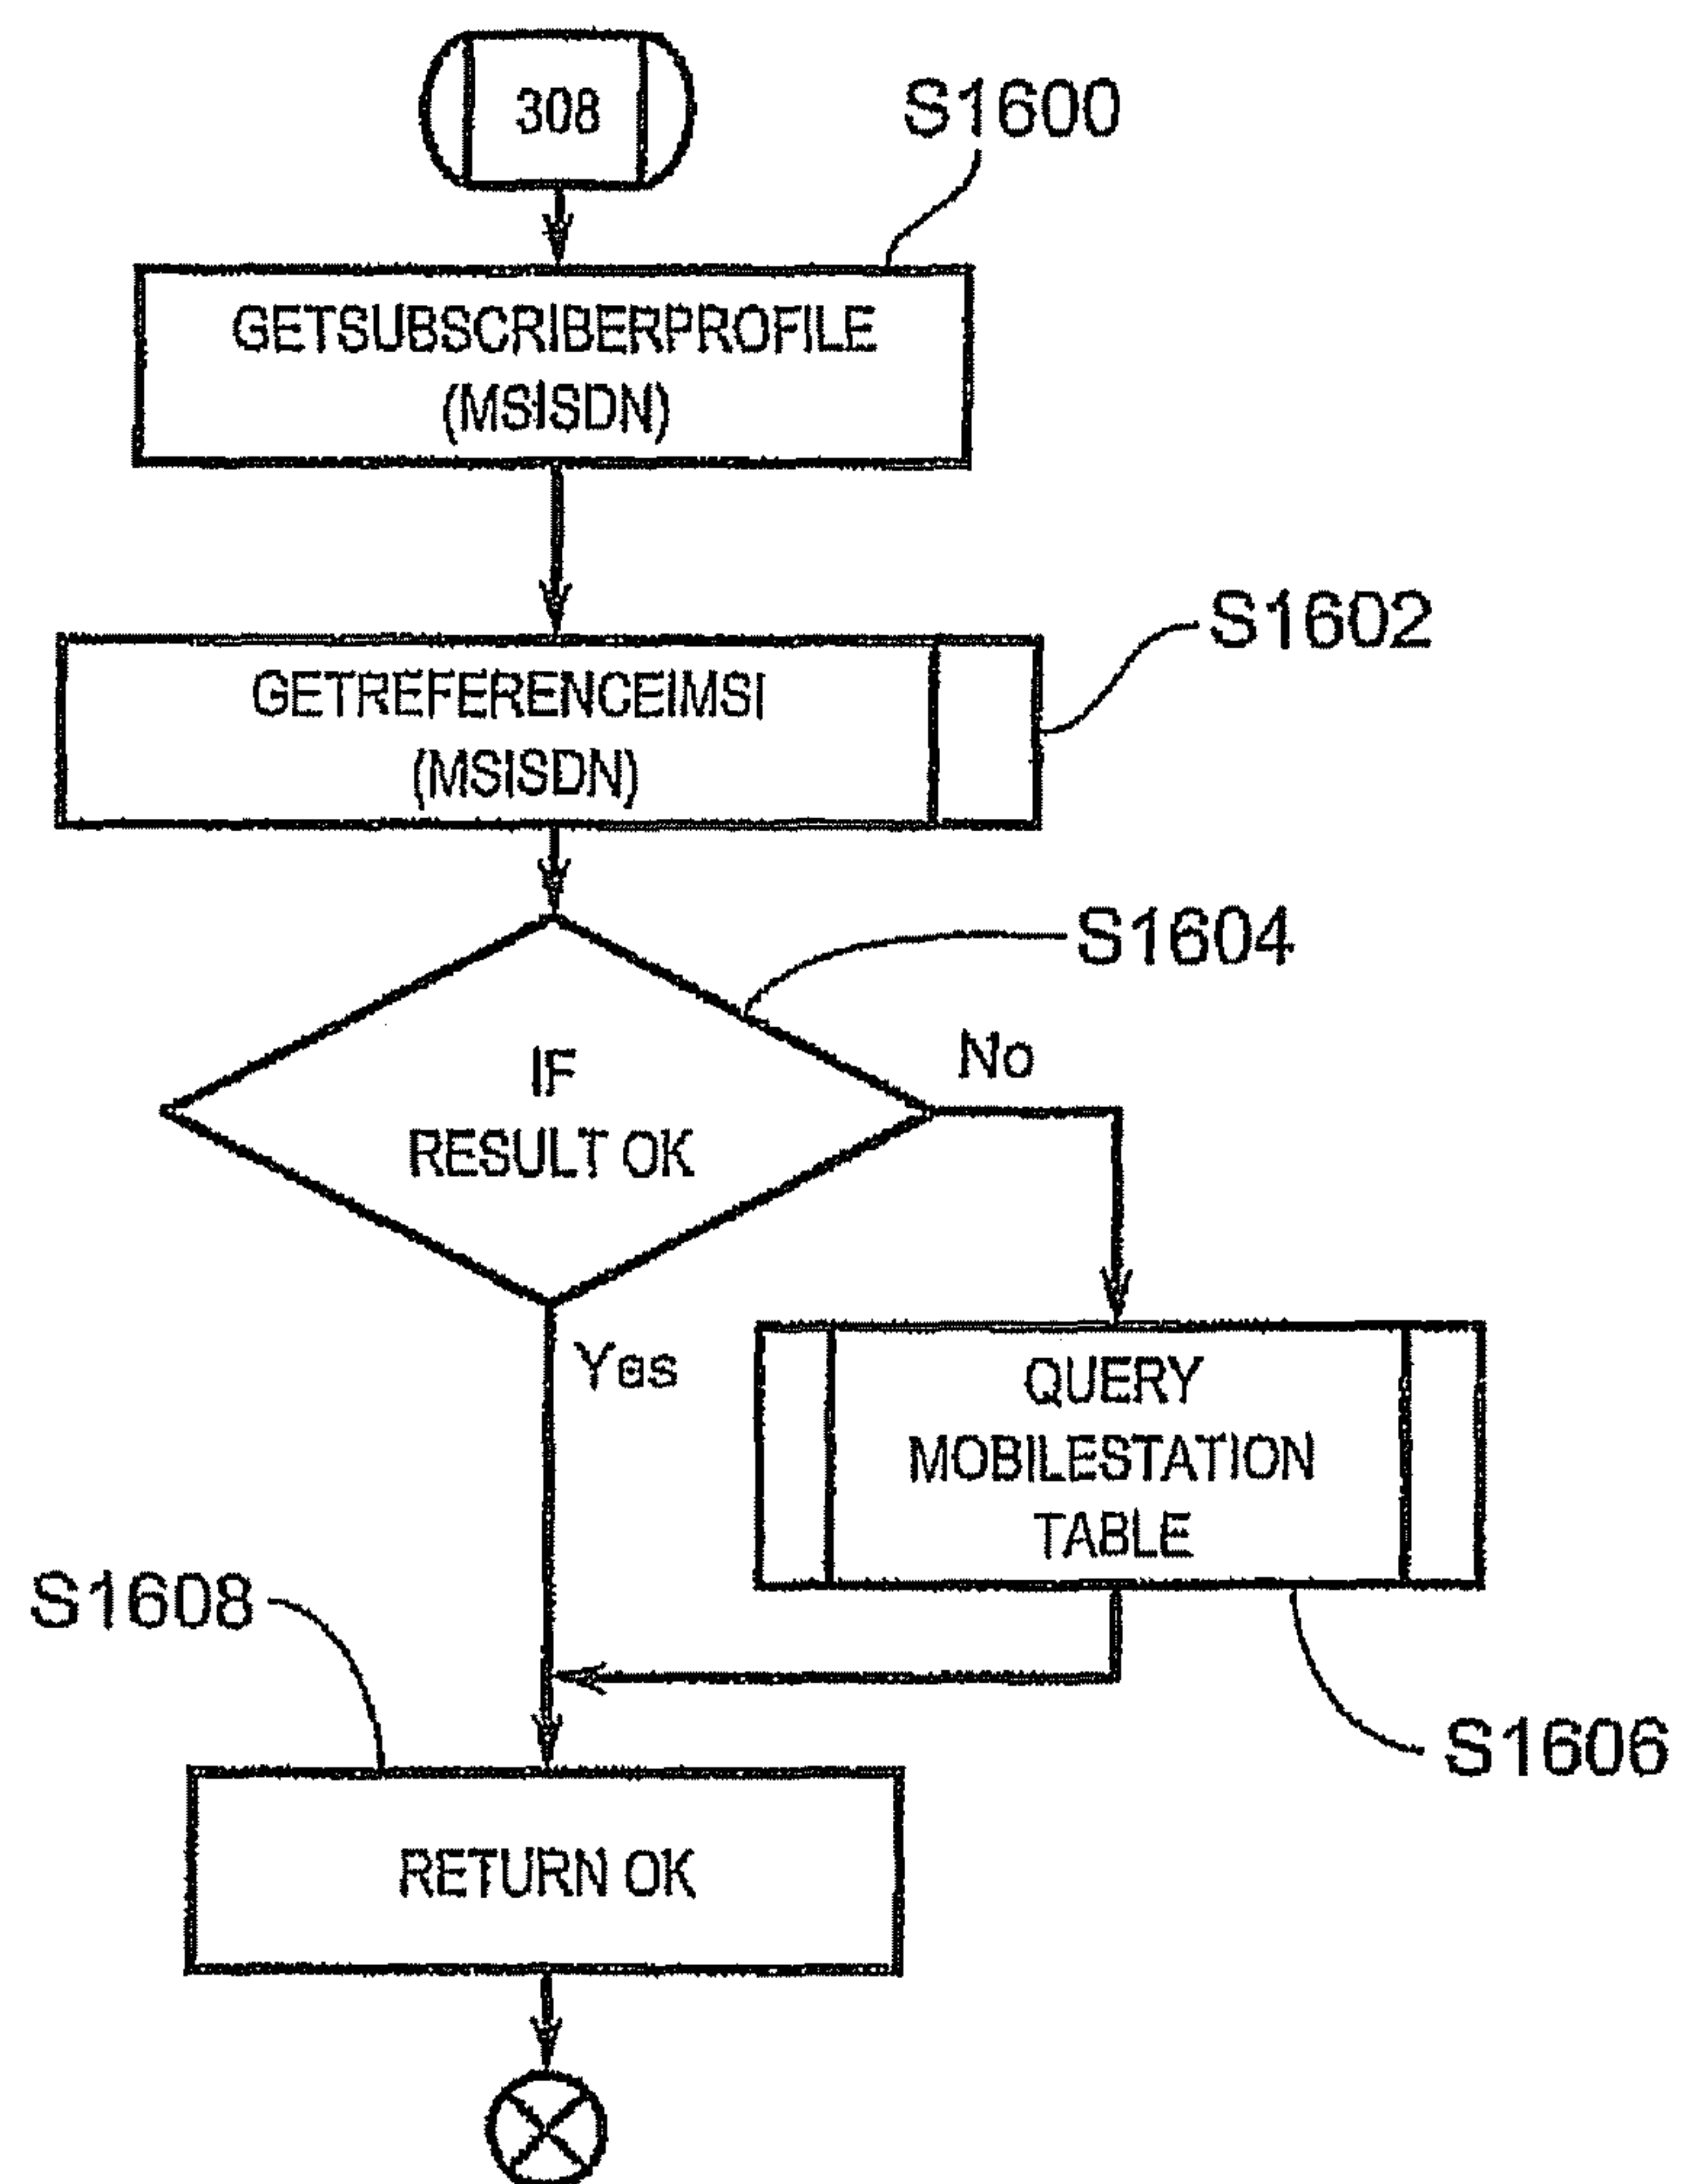 308
S1600
GETSUBSCRIBERPROFILE
(MSISDN)
S1602
GETREFERENCEIMSI
(MSISDN)
S1604
IF
RESULT OK
No
Yes
QUERY
MOBILESTATION
TABLE
S1608
S1606
RETURN OK